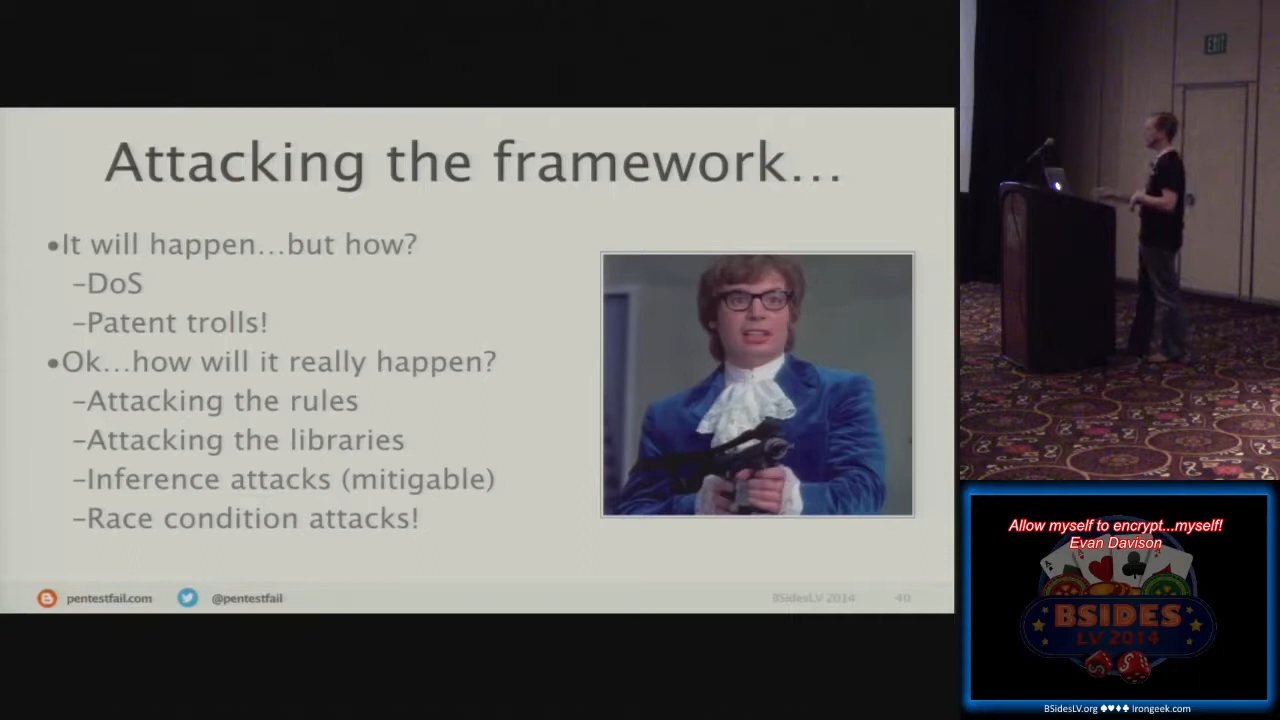 Attacking the framework...
•It will happen...but how?
–DoS
–Patent trolls!
•Ok...how will it really happen?
–Attacking the rules
–Attacking the libraries
–Inference attacks (mitigable)
–Race condition attacks!
pentestfail.com
@pentestfail
BSidesLV 2014
40
EXIT
Allow myself to encrypt...myself!
Evan Davison
BSIDES
LV 2014
BSidesLV.org ♠♥♦♣ Irongeek.com